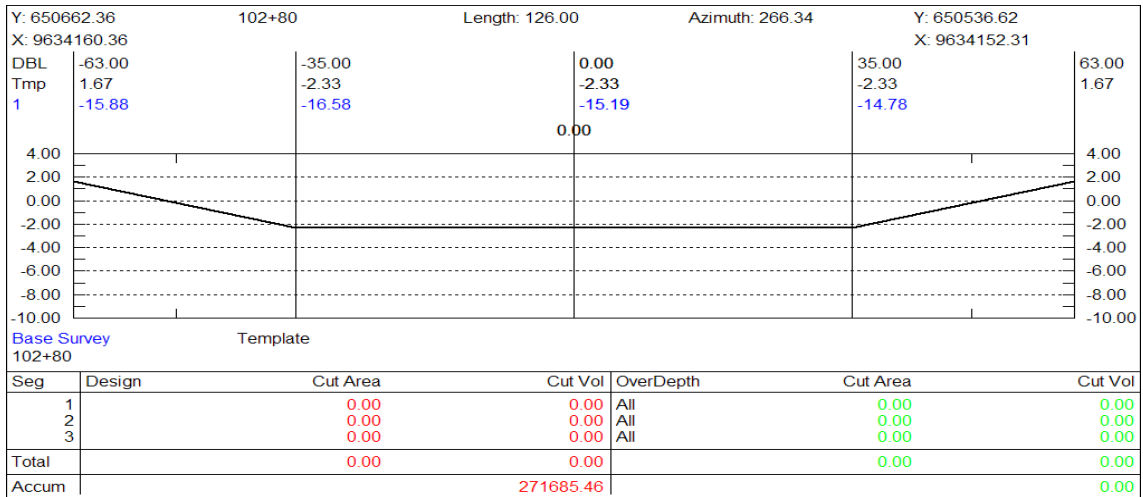 Y: 650662.36 102+80 Length: 126.00 Azimuth: 266.34 Y: 650536.62
X: 9634160.36 X: 9634152.31
DBL -63.00 -35.00 0.00 35.00 63.00
Tmp 1.67 -2.33 -2.33 -2.33 1.67
1 -15.88 -16.58 -15.19 -14.78
0.00
4.00 4.00
2.00 2.00
0.00 0.00
-2.00 -2.00
-4.00 -4.00
-6.00 -6.00
-8.00 -8.00
-10.00 -10.00
Base Survey Template
102+80
Seg Design Cut Area Cut Vol OverDepth Cut Area Cut Vol
1 0.00 0.00 All 0.00 0.00
2 0.00 0.00 All 0.00 0.00
3 0.00 0.00 All 0.00 0.00
Total 0.00 0.00 0.00 0.00
Accum 271685.46 0.00